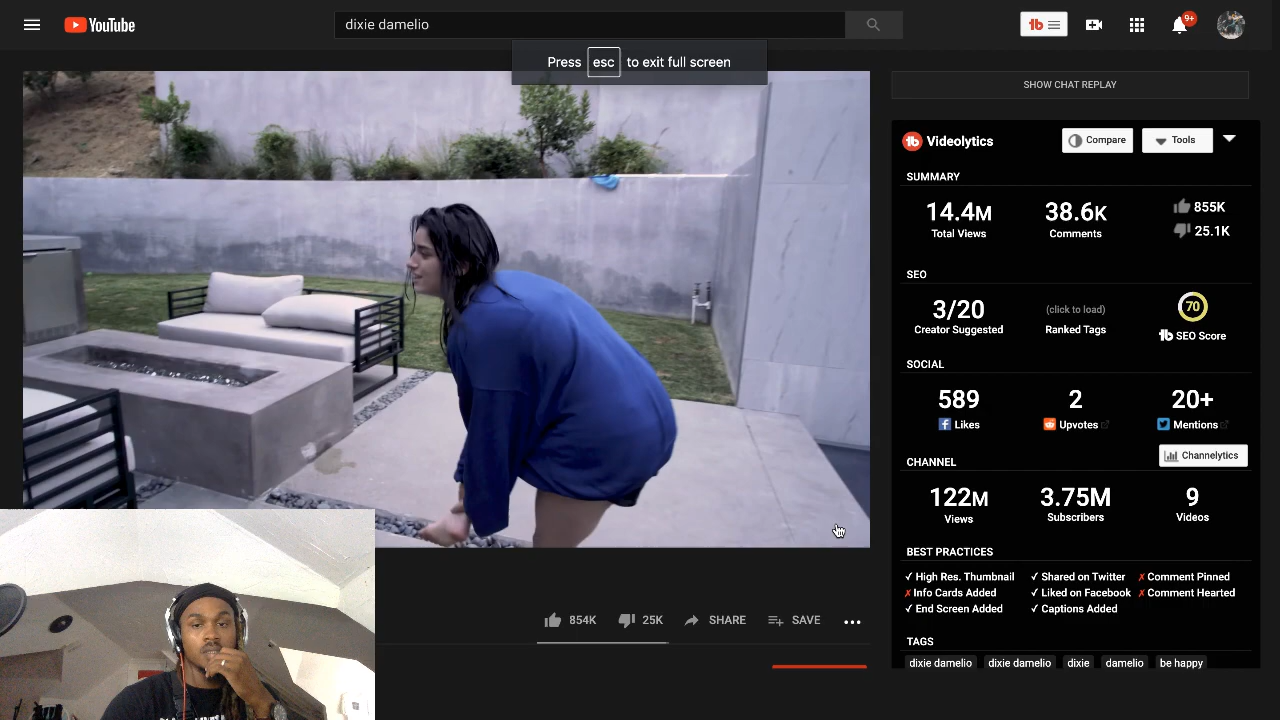 YouTube
dixie damelio
9+
Press esc to exit full screen
SHOW CHAT REPLAY
Videolytics
Compare
Tools
SUMMARY
14.4M
Total Views
38.6K
Comments
855K
25.1K
SEO
3/20
Creator Suggested
(click to load)
Ranked Tags
70
SEO Score
SOCIAL
589
Likes
2
Upvotes
20+
Mentions
CHANNEL
Channelytics
122M
Views
3.75M
Subscribers
9
Videos
BEST PRACTICES
✓ High Res. Thumbnail ✓ Shared on Twitter ✗ Comment Pinned
✗ Info Cards Added ✓ Liked on Facebook ✗ Comment Hearted
✓ End Screen Added ✓ Captions Added
TAGS
dixie damelio dixie damelio dixie damelio be happy
854K 25K SHARE SAVE